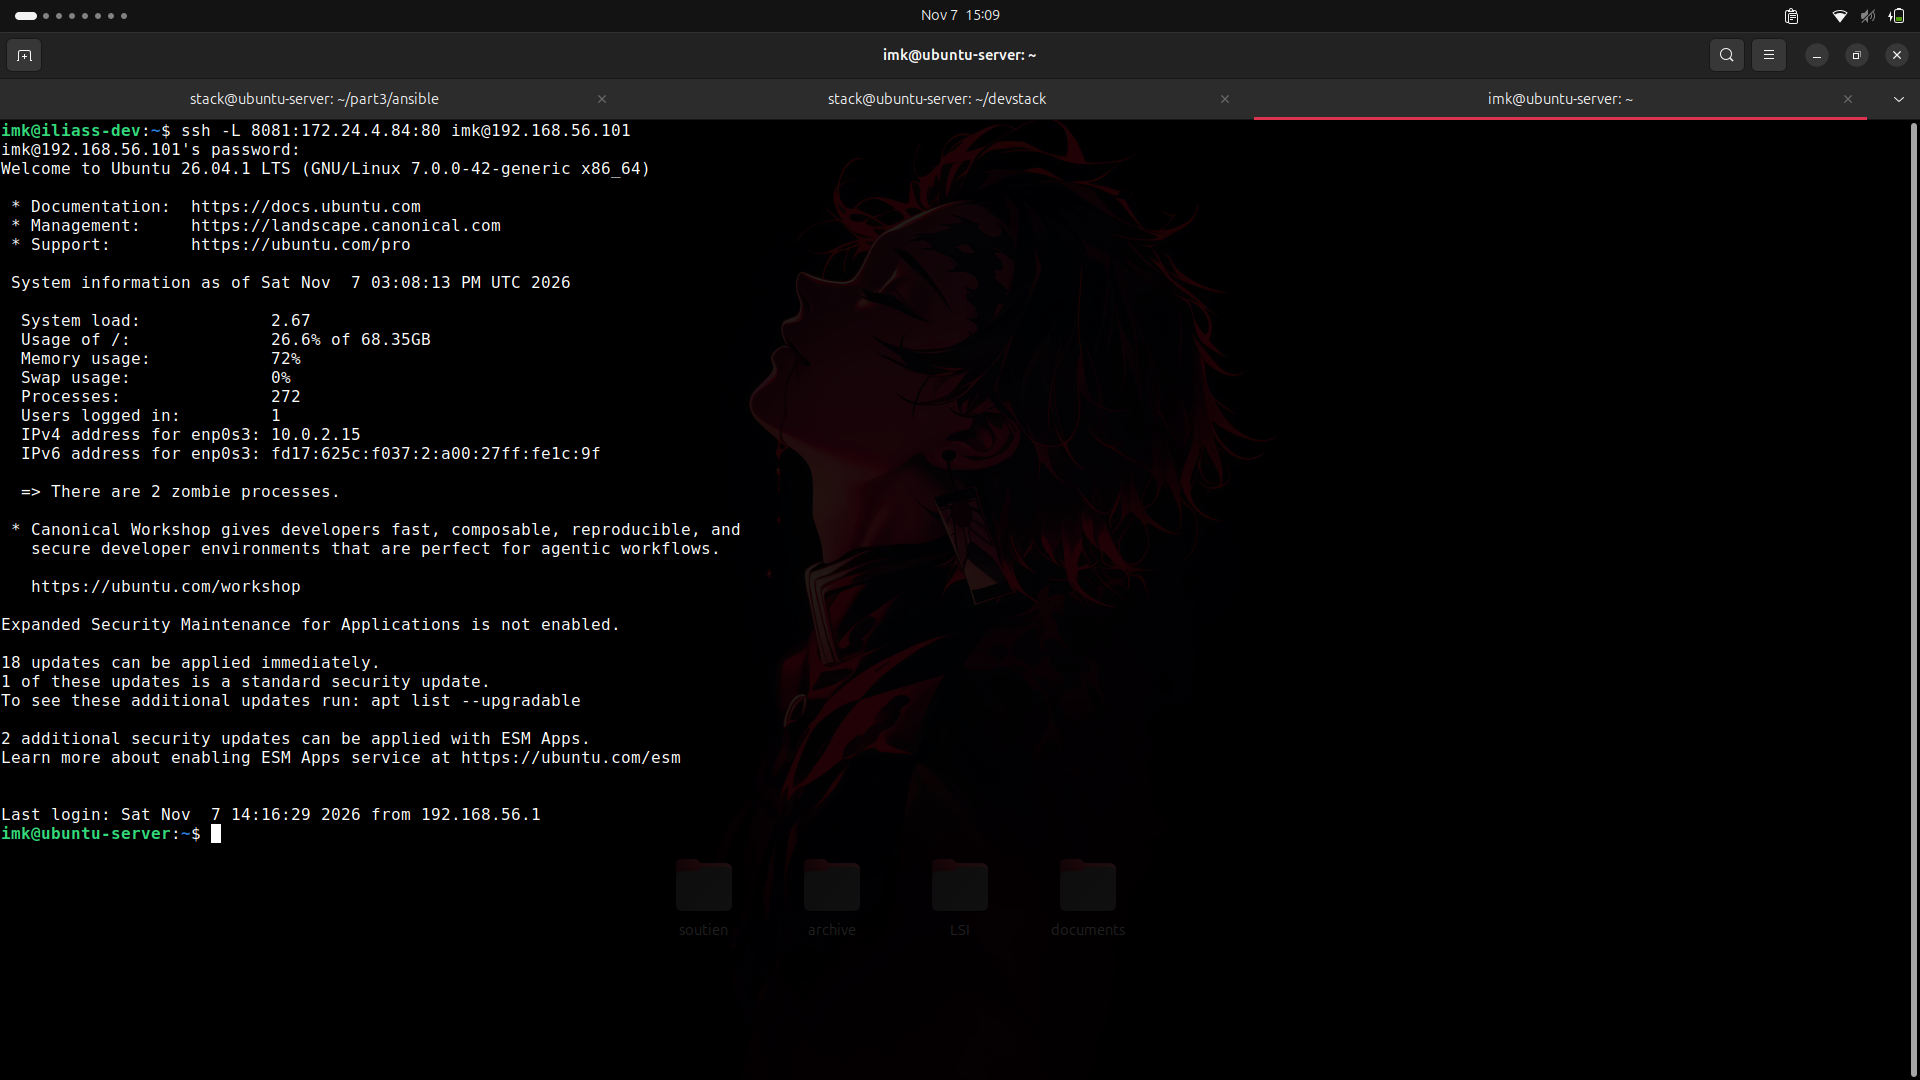 Nov 7 15:09
imk@ubuntu-server: ~
stack@ubuntu-server: ~/part3/ansible
stack@ubuntu-server: ~/devstack
imk@ubuntu-server: ~
imk@iliass-dev:~$ ssh -L 8081:172.24.4.84:80 imk@192.168.56.101
imk@192.168.56.101's password:
Welcome to Ubuntu 26.04.1 LTS (GNU/Linux 7.0.0-42-generic x86_64)
* Documentation: https://docs.ubuntu.com
* Management: https://landscape.canonical.com
* Support: https://ubuntu.com/pro
System information as of Sat Nov 7 03:08:13 PM UTC 2026
System load: 2.67
Usage of /: 26.6% of 68.35GB
Memory usage: 72%
Swap usage: 0%
Processes: 272
Users logged in: 1
IPv4 address for enp0s3: 10.0.2.15
IPv6 address for enp0s3: fd17:625c:f037:2:a00:27ff:fe1c:9f
=> There are 2 zombie processes.
* Canonical Workshop gives developers fast, composable, reproducible, and
secure developer environments that are perfect for agentic workflows.
https://ubuntu.com/workshop
Expanded Security Maintenance for Applications is not enabled.
18 updates can be applied immediately.
1 of these updates is a standard security update.
To see these additional updates run: apt list --upgradable
2 additional security updates can be applied with ESM Apps.
Learn more about enabling ESM Apps service at https://ubuntu.com/esm
Last login: Sat Nov 7 14:16:29 2026 from 192.168.56.1
imk@ubuntu-server:~$
soutien
archive
LSI
documents